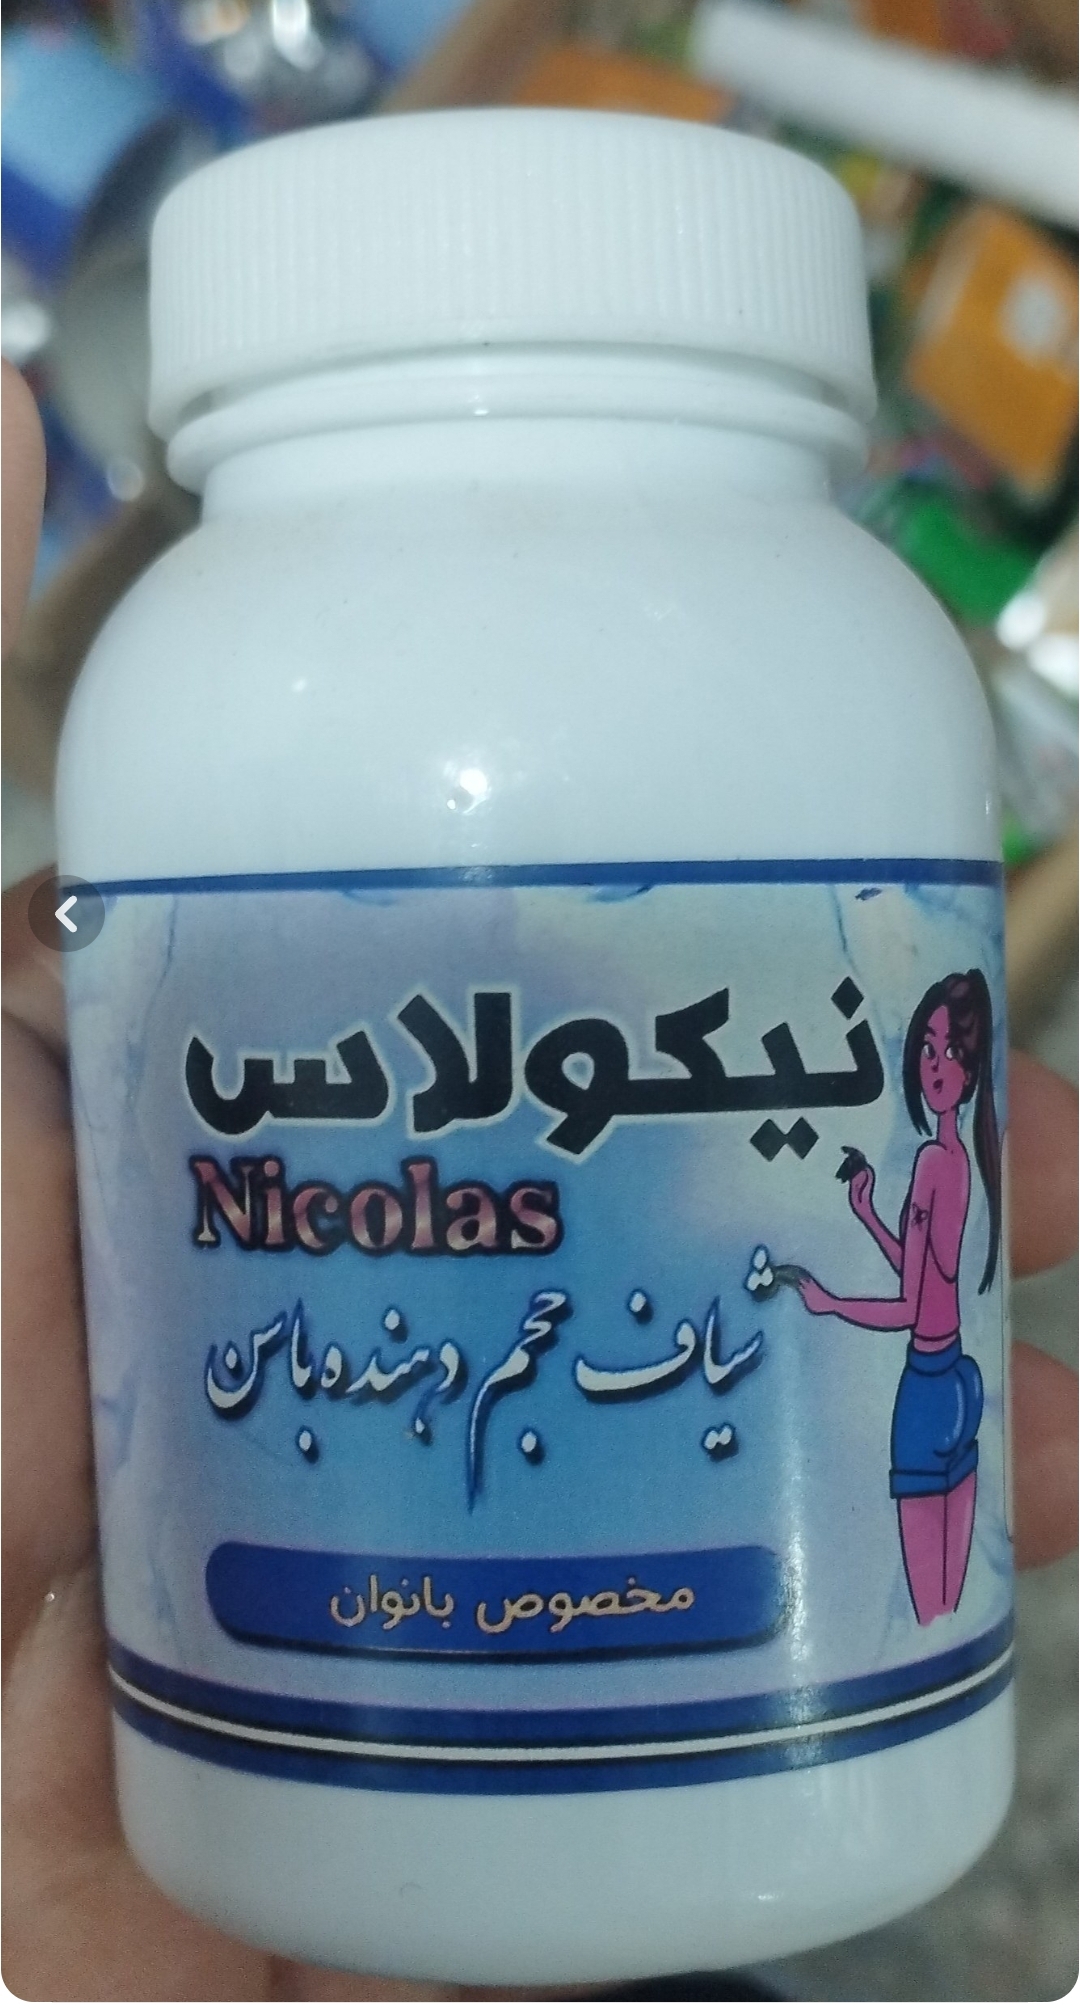 نیکولاس
Nicolas
شیاف حجم دهنده باسن
مخصوص بانوان